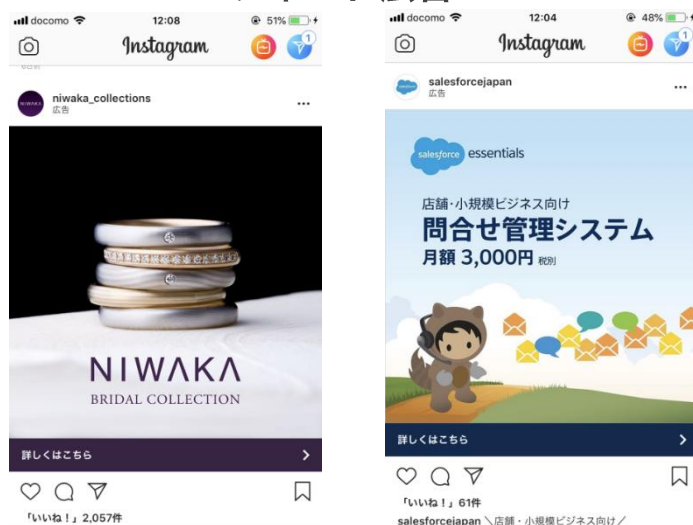 docomo 12:08 51%
Instagram
niwaka_collections
広告
NIWAKA
BRIDAL COLLECTION
詳しくはこちら
「いいね!」2,057件
docomo 12:04 48%
Instagram
1
salesforcejapan
広告
salesforce essentials
店舗・小規模ビジネス向け
問合せ管理システム
月額 3,000円 税別
詳しくはこちら
「いいね!」61件
salesforcejapan ＼店舗・小規模ビジネス向け／